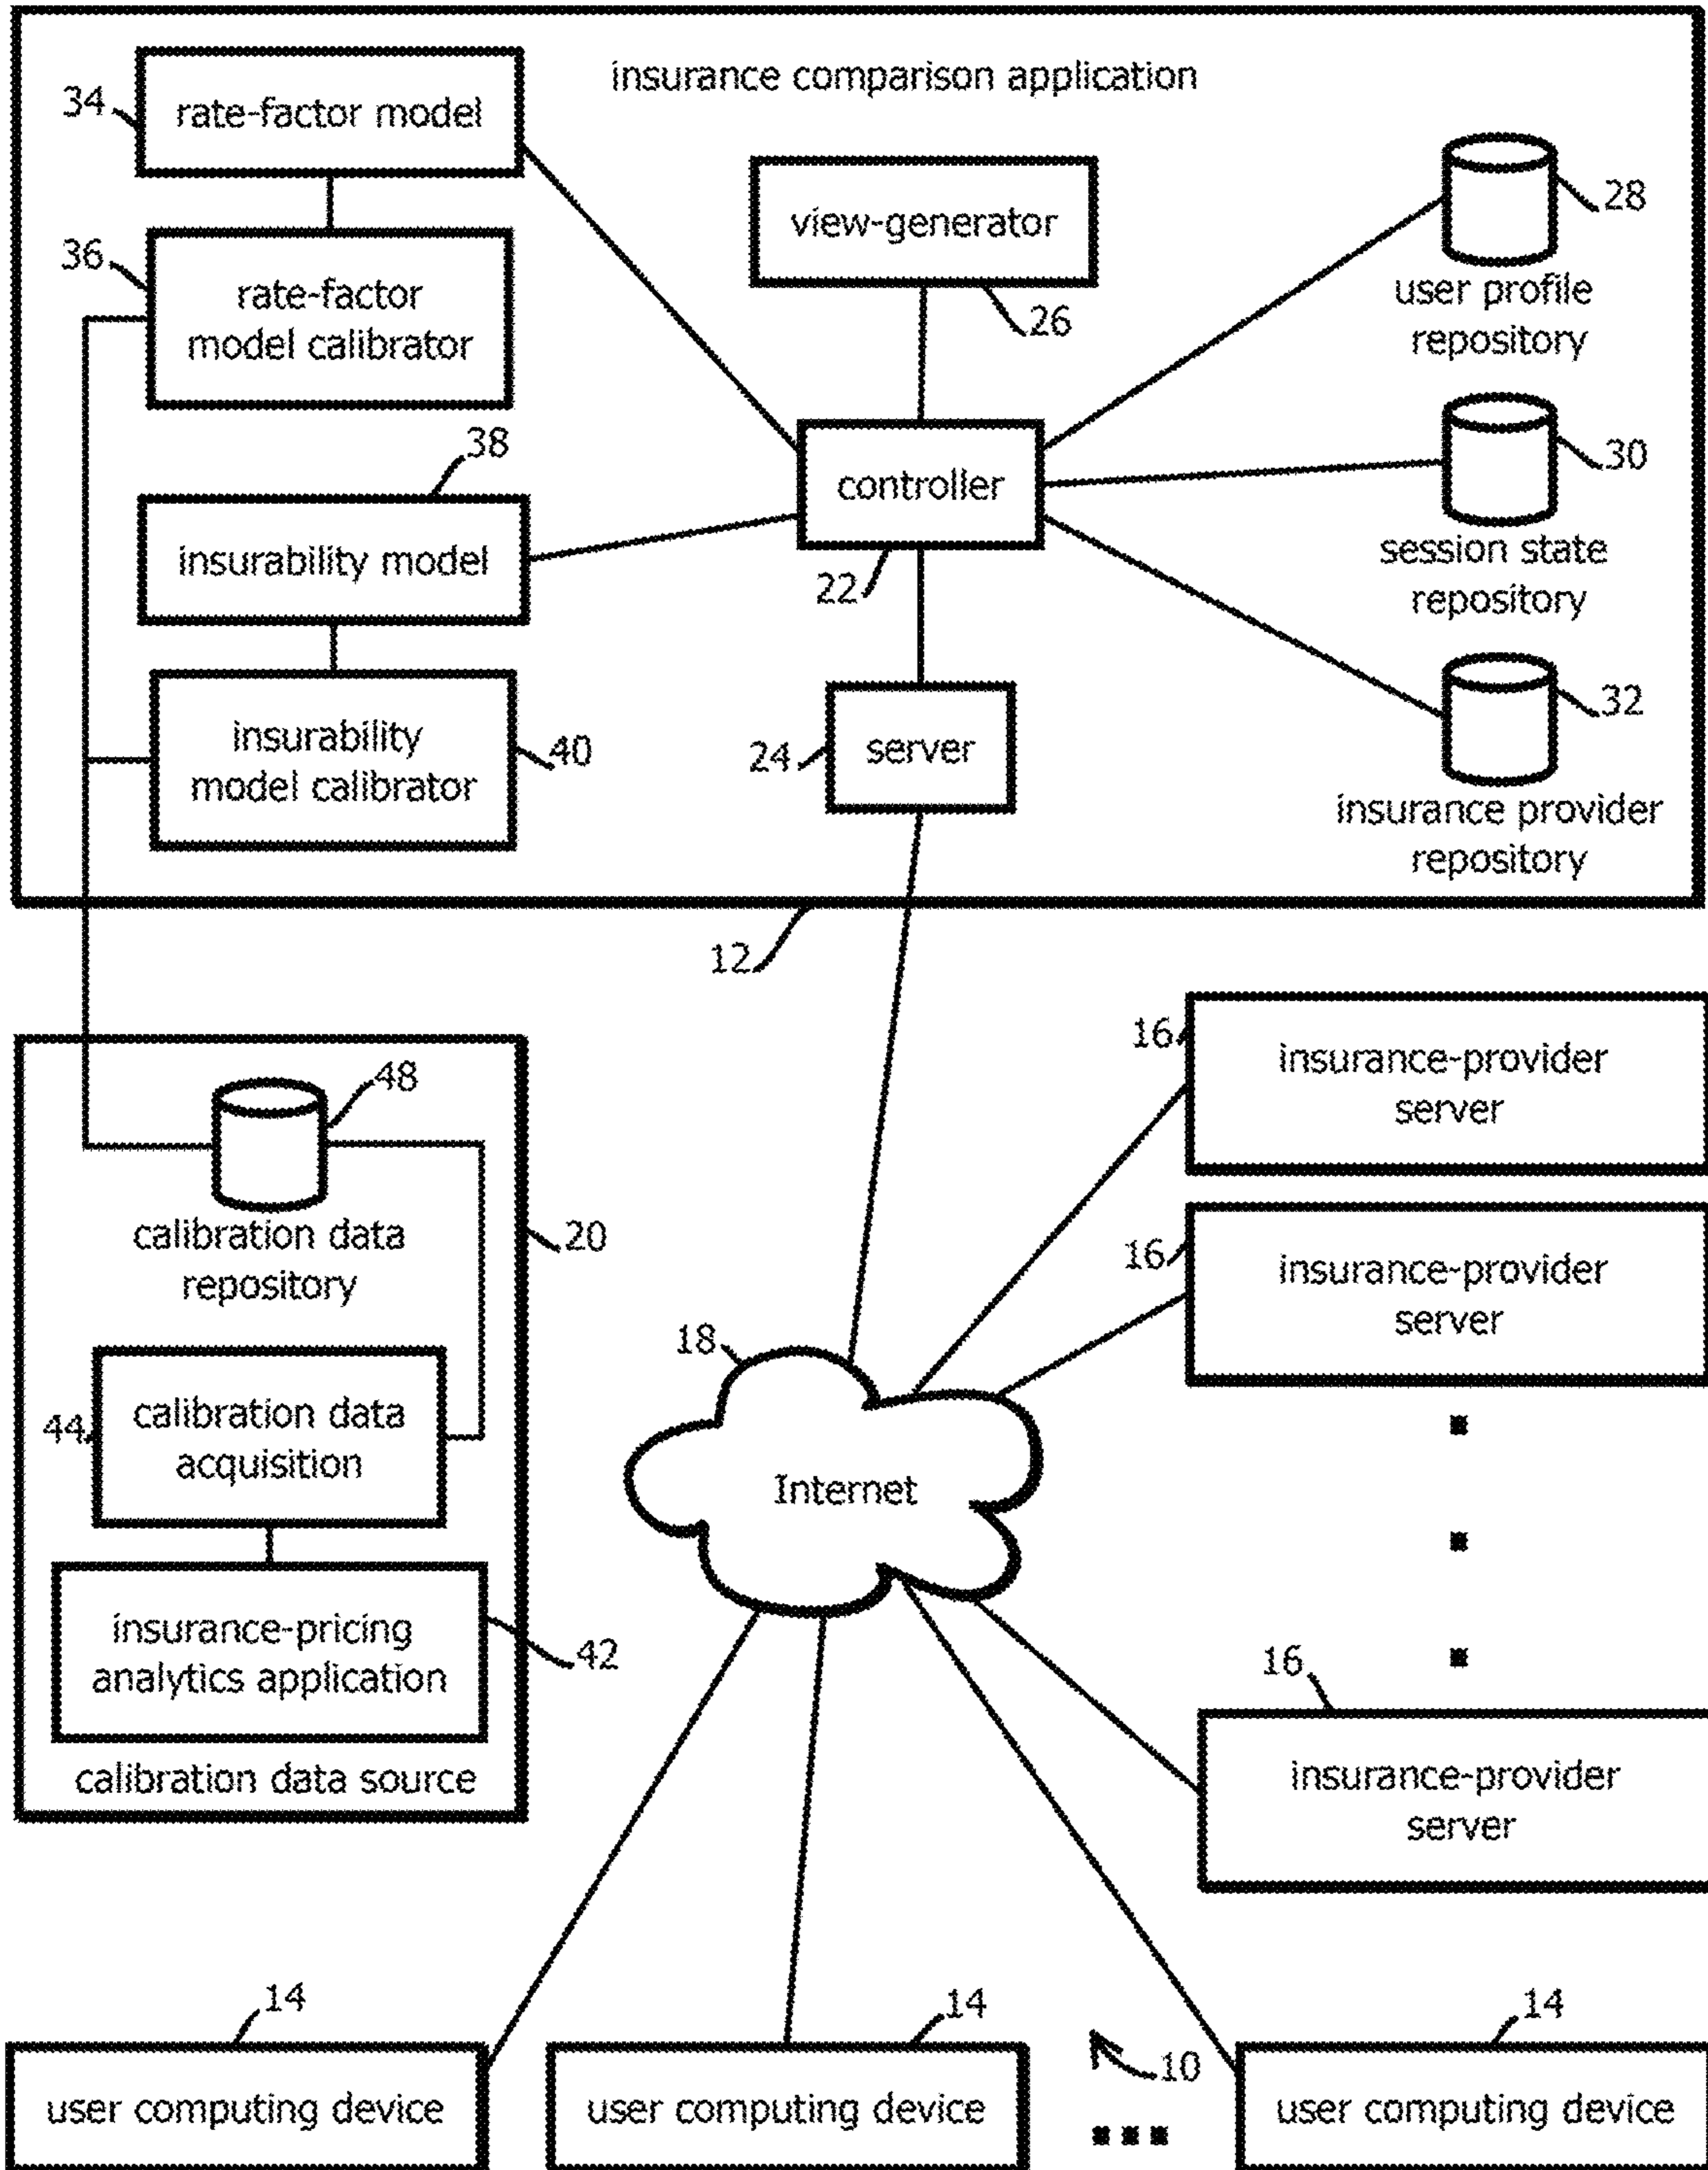 insurance comparison application
34
rate-factor model
view-generator
26
28
user profile
repository
36
rate-factor
model calibrator
38
insurability model
controller
22
30
session state
repository
insurability
model calibrator
40
24
server
32
insurance provider
repository
12
48
calibration data
repository
20
44
calibration data
acquisition
insurance-pricing
analytics application
42
calibration data source
16
insurance-provider
server
16
insurance-provider
server
18
Internet
16
insurance-provider
server
14
user computing device
14
user computing device
10
14
user computing device